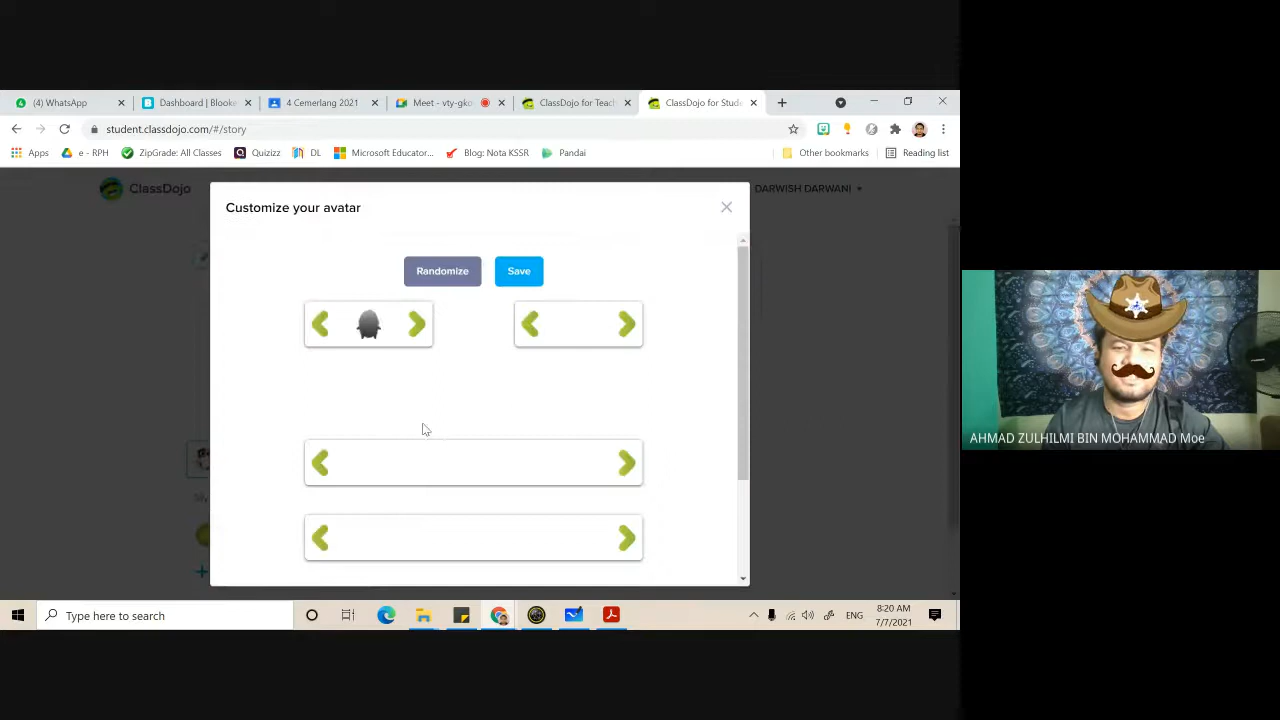 (4) WhatsApp
Dashboard | Blooke
4 Cemerlang 2021
Meet - vty-gko
ClassDojo for Teach
ClassDojo for Stude
student.classdojo.com/#/story
Apps
e - RPH
ZipGrade: All Classes
Quizizz
DL
Microsoft Educator...
Blog: Nota KSSR
Pandai
Other bookmarks
Reading list
ClassDojo
DARWISH DARWANI
Customize your avatar
Randomize
Save
AHMAD ZULHILMI BIN MOHAMMAD Moe
My
Type here to search
ENG
8:20 AM
7/7/2021